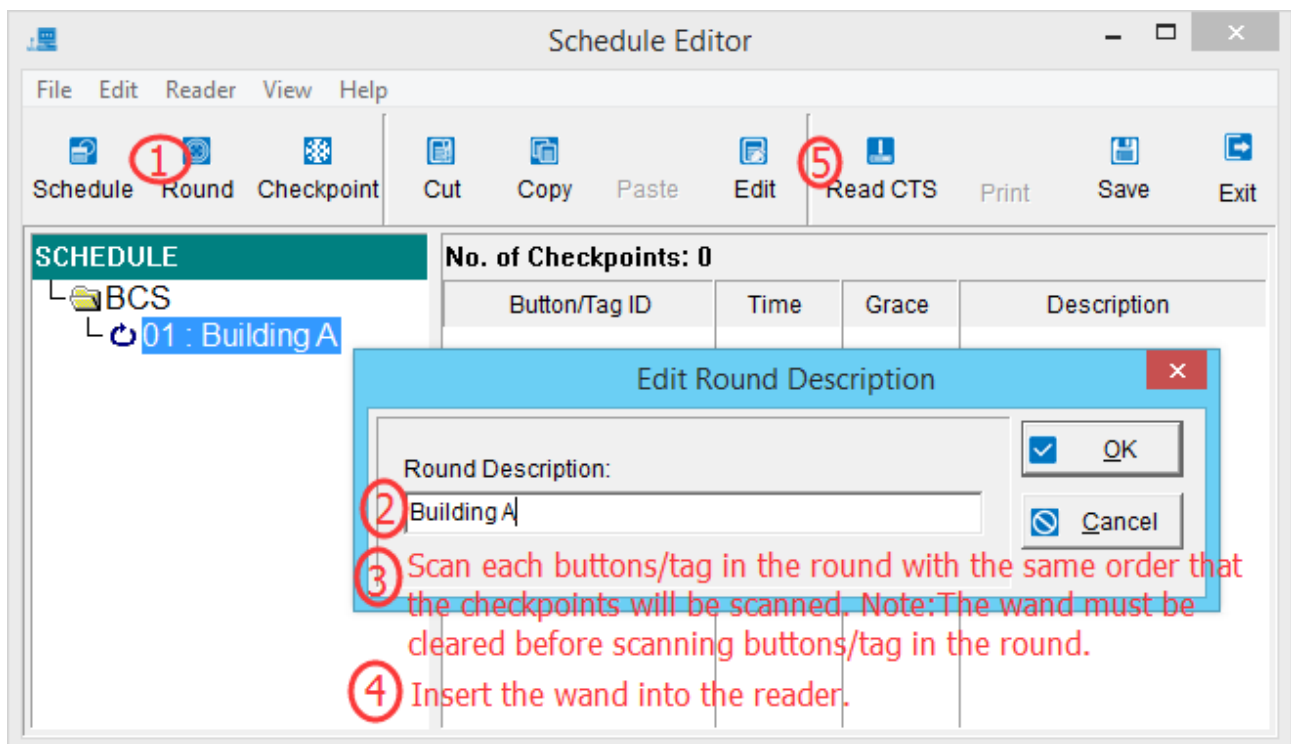 Schedule Editor
File Edit Reader View Help
1 5
Schedule Round Checkpoint Cut Copy Paste Edit Read CTS Print Save Exit
SCHEDULE
BCS
01 : Building A
No. of Checkpoints: 0
Button/Tag ID Time Grace Description
Edit Round Description
Round Description:
2 Building A
OK
Cancel
3 Scan each buttons/tag in the round with the same order that
the checkpoints will be scanned. Note:The wand must be
cleared before scanning buttons/tag in the round.
4 Insert the wand into the reader.